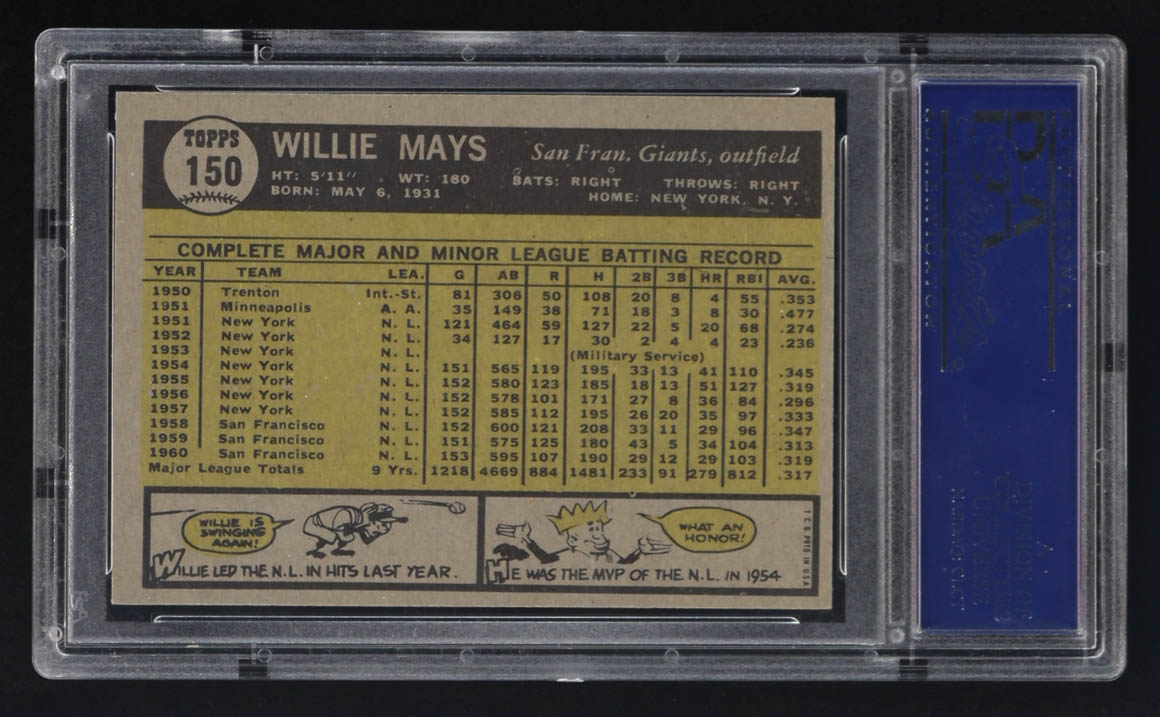 TOPPS
150
WILLIE MAYS San Fran. Giants, outfield
HT: 5'11" . WT: 180 BATS: RIGHT THROWS: RIGHT
BORN: MAY 6, 1931 HOME: NEW YORK, N. Y.
COMPLETE MAJOR AND MINOR LEAGUE BATTING RECORD
YEAR TEAM LEA. G AB R H 2B 3B HR RBI AVG.
1950 Trenton Int.-St. 81 306 50 108 20 8 4 55 .353
1951 Minneapolis A. A. 35 149 38 71 18 3 8 30 .477
1951 New York N. L. 121 464 59 127 22 5 20 68 .274
1952 New York N. L. 34 127 17 30 2 4 4 23 .236
1953 New York N. L. (Military Service)
1954 New York N. L. 151 565 119 195 33 13 41 110 .345
1955 New York N. L. 152 580 123 185 18 13 51 127 .319
1956 New York N. L. 152 578 101 171 27 8 36 84 .296
1957 New York N. L. 152 585 112 195 26 20 35 97 .333
1958 San Francisco N. L. 152 600 121 208 33 11 29 96 .347
1959 San Francisco N. L. 151 575 125 180 43 5 34 104 .313
1960 San Francisco N. L. 153 595 107 190 29 12 29 103 .319
Major League Totals 9 Yrs. 1218 4669 884 1481 233 91 279 812 .317
WILLIE IS
SWINGING
AGAIN!
WILLIE LED THE N.L. IN HITS LAST YEAR.
WHAT AN
HONOR!
HE WAS THE MVP OF THE N.L. IN 1954
T.C.G. PRTD IN U.S.A.
PSA